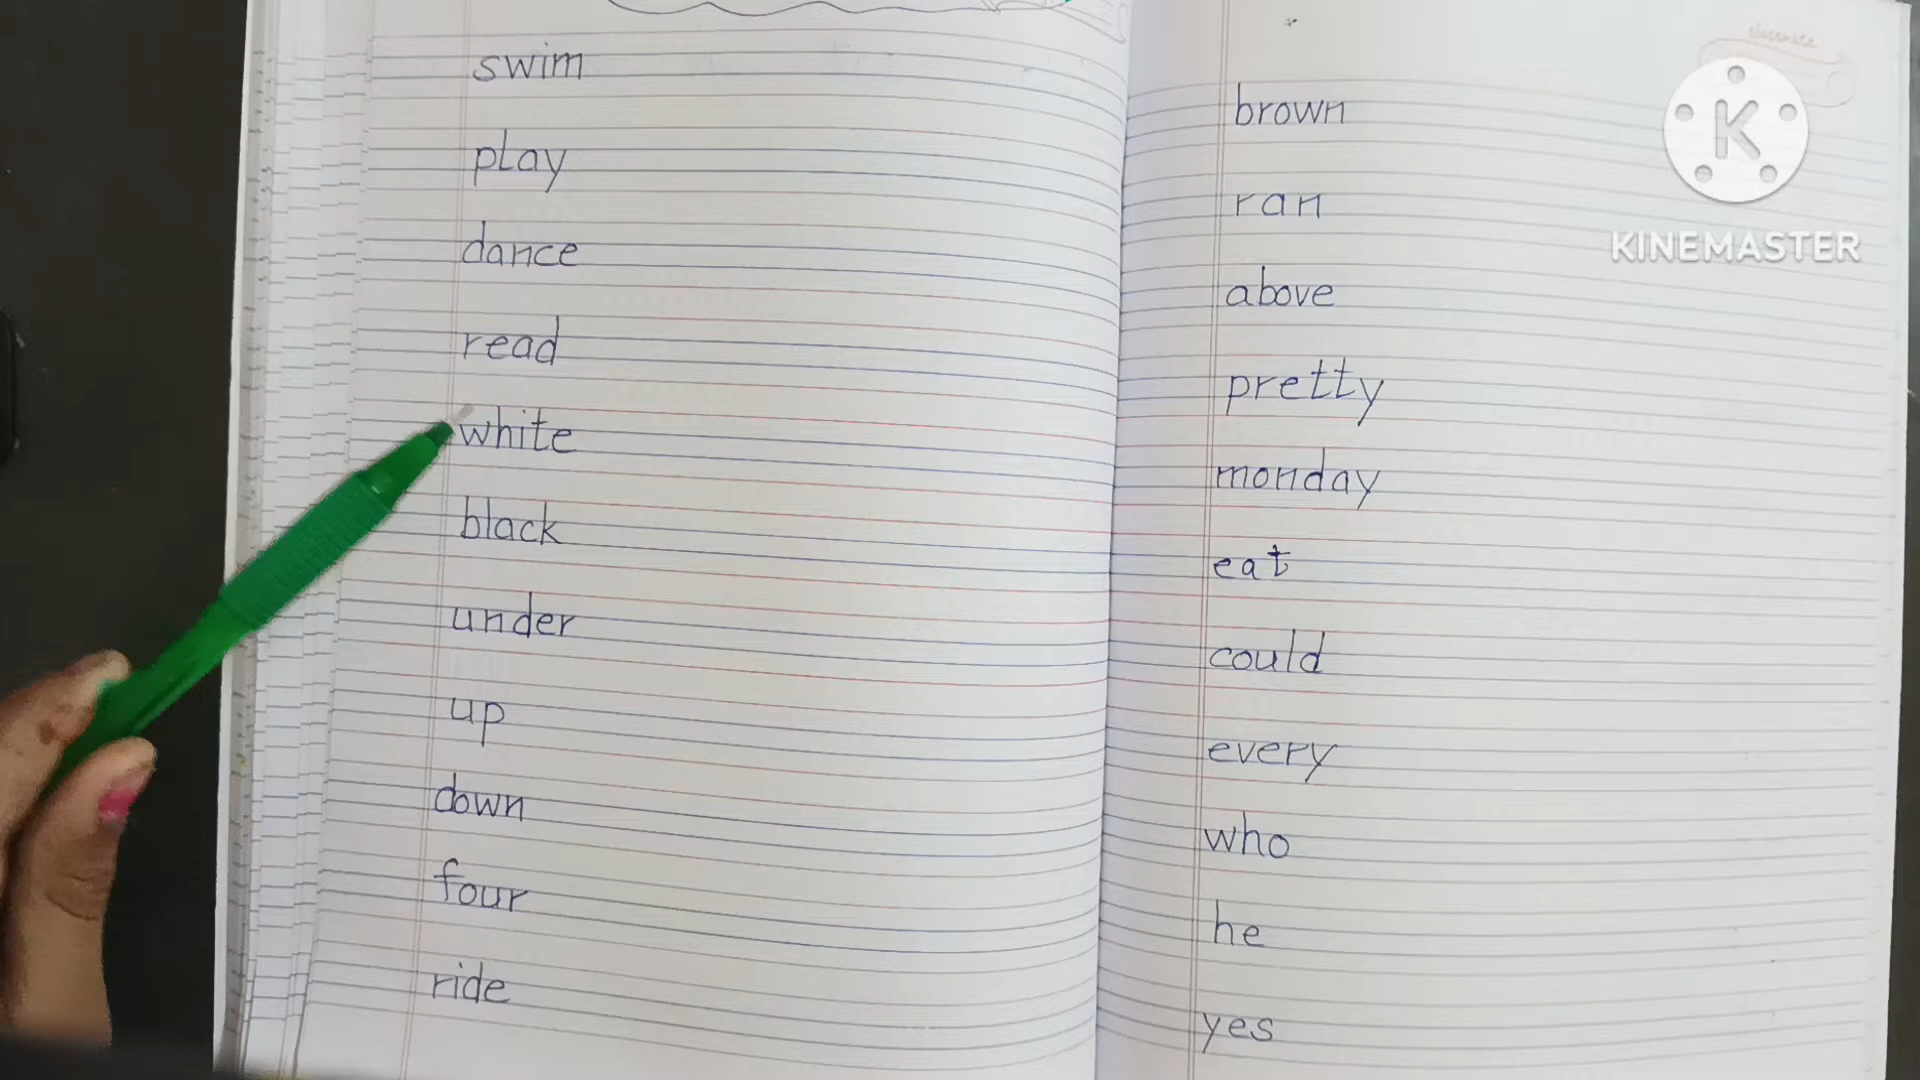 swim
play
dance
read
white
black
under
up
down
four
ride
classmate
brown
ran
above
pretty
monday
eat
could
every
who
he
yes
K
KINEMASTER